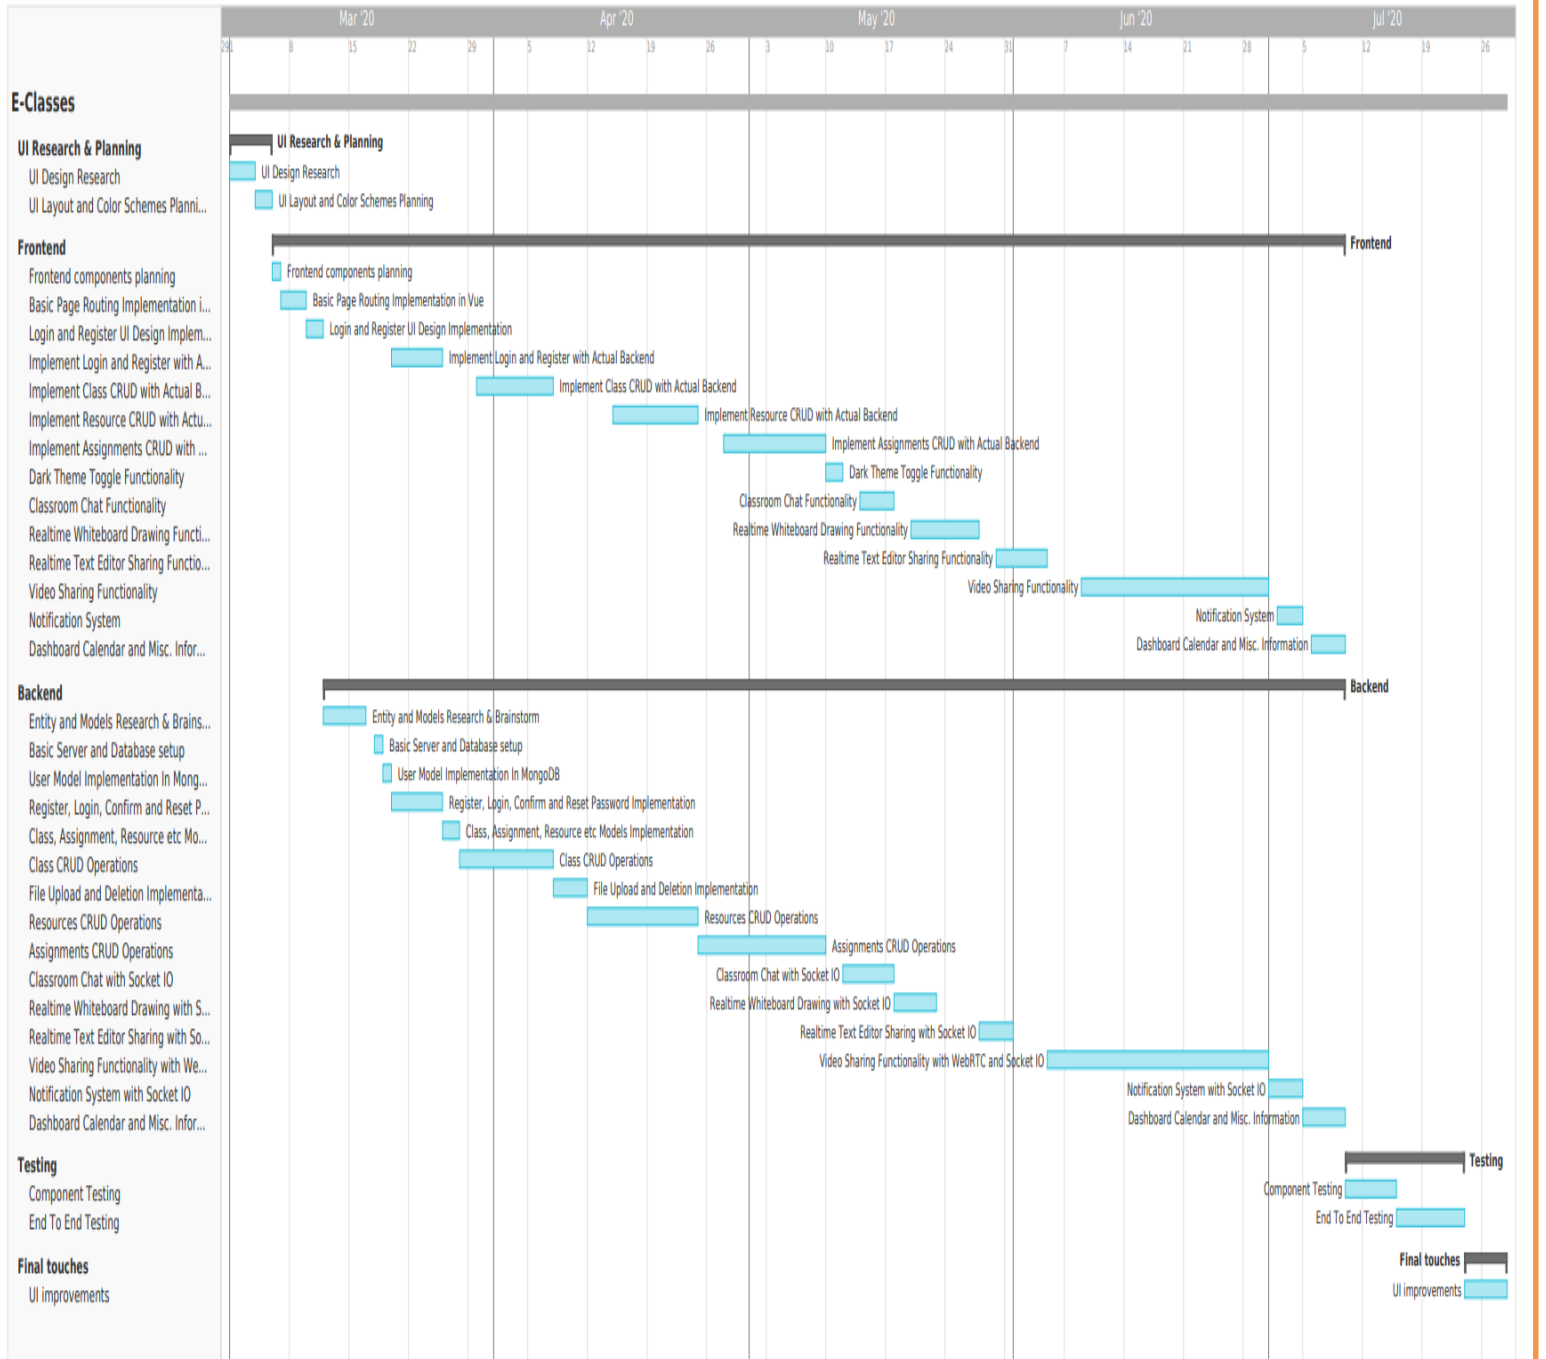 Mar '20 Apr '20 May '20 Jun '20 Jul '20
29 1 8 15 22 29 5 12 19 26 3 10 17 24 31 7 14 21 28 5 12 19 26
E-Classes
UI Research & Planning UI Research & Planning
UI Design Research UI Design Research
UI Layout and Color Schemes Planni... UI Layout and Color Schemes Planning
Frontend Frontend
Frontend components planning Frontend components planning
Basic Page Routing Implementation i... Basic Page Routing Implementation in Vue
Login and Register UI Design Implem... Login and Register UI Design Implementation
Implement Login and Register with A... Implement Login and Register with Actual Backend
Implement Class CRUD with Actual B... Implement Class CRUD with Actual Backend
Implement Resource CRUD with Actu... Implement Resource CRUD with Actual Backend
Implement Assignments CRUD with ... Implement Assignments CRUD with Actual Backend
Dark Theme Toggle Functionality Dark Theme Toggle Functionality
Classroom Chat Functionality Classroom Chat Functionality
Realtime Whiteboard Drawing Functi... Realtime Whiteboard Drawing Functionality
Realtime Text Editor Sharing Functio... Realtime Text Editor Sharing Functionality
Video Sharing Functionality Video Sharing Functionality
Notification System Notification System
Dashboard Calendar and Misc. Infor... Dashboard Calendar and Misc. Information
Backend Backend
Entity and Models Research & Brains... Entity and Models Research & Brainstorm
Basic Server and Database setup Basic Server and Database setup
User Model Implementation In Mong... User Model Implementation In MongoDB
Register, Login, Confirm and Reset P... Register, Login, Confirm and Reset Password Implementation
Class, Assignment, Resource etc Mo... Class, Assignment, Resource etc Models Implementation
Class CRUD Operations Class CRUD Operations
File Upload and Deletion Implementa... File Upload and Deletion Implementation
Resources CRUD Operations Resources CRUD Operations
Assignments CRUD Operations Assignments CRUD Operations
Classroom Chat with Socket IO Classroom Chat with Socket IO
Realtime Whiteboard Drawing with S... Realtime Whiteboard Drawing with Socket IO
Realtime Text Editor Sharing with So... Realtime Text Editor Sharing with Socket IO
Video Sharing Functionality with We... Video Sharing Functionality with WebRTC and Socket IO
Notification System with Socket IO Notification System with Socket IO
Dashboard Calendar and Misc. Infor... Dashboard Calendar and Misc. Information
Testing Testing
Component Testing Component Testing
End To End Testing End To End Testing
Final touches Final touches
UI improvements UI improvements